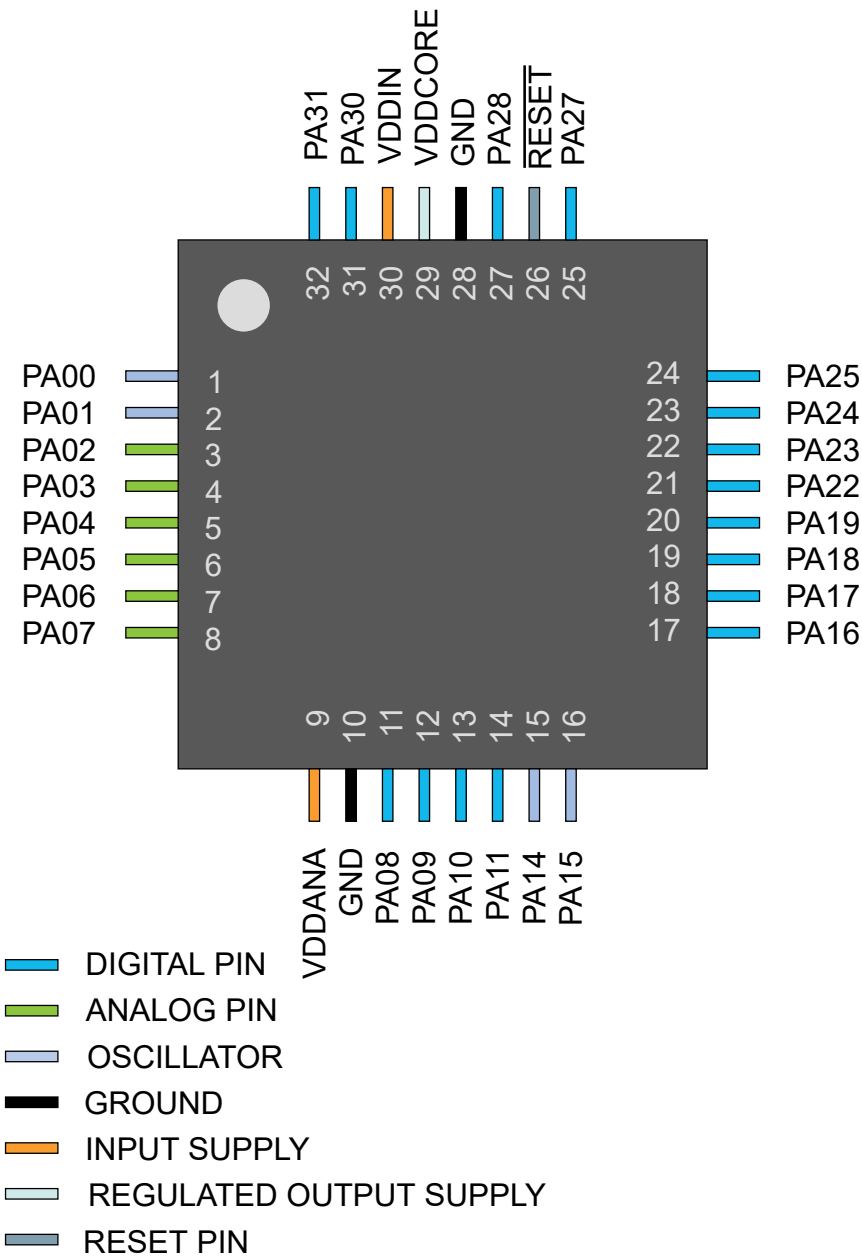 PA31
PA30
VDDIN
VDDCORE
GND
PA28
RESET
PA27
32
31
30
29
28
27
26
25
PA00 1
PA01 2
PA02 3
PA03 4
PA04 5
PA05 6
PA06 7
PA07 8
24 PA25
23 PA24
22 PA23
21 PA22
20 PA19
19 PA18
18 PA17
17 PA16
9
10
11
12
13
14
15
16
VDDANA
GND
PA08
PA09
PA10
PA11
PA14
PA15
DIGITAL PIN
ANALOG PIN
OSCILLATOR
GROUND
INPUT SUPPLY
REGULATED OUTPUT SUPPLY
RESET PIN